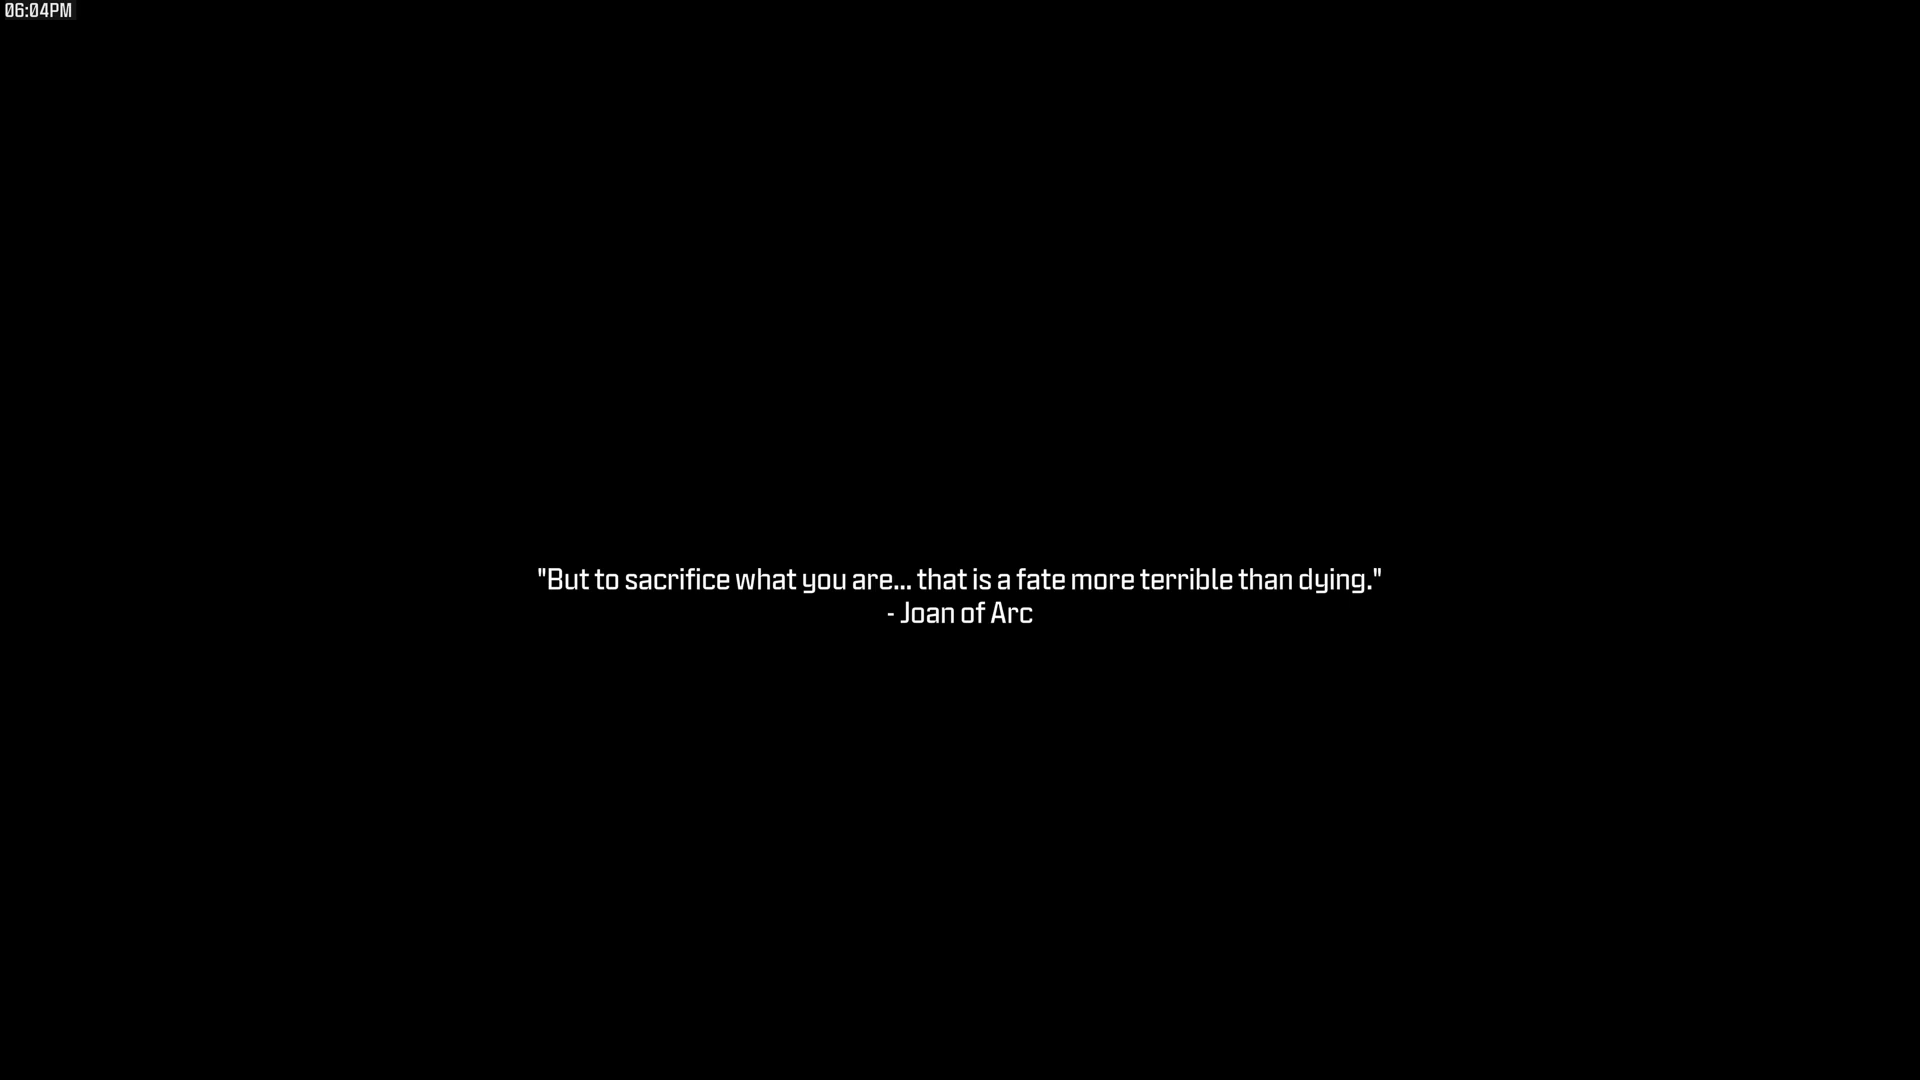 06:04PM
"But to sacrifice what you are... that is a fate more terrible than dying."
- Joan of Arc